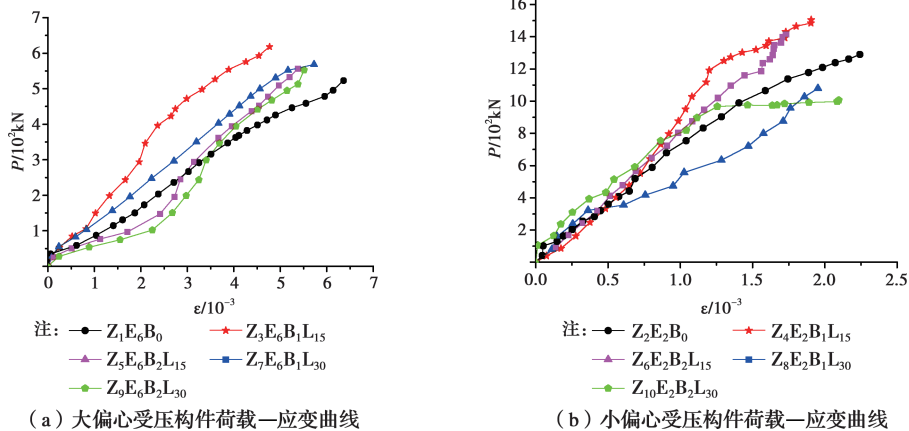 7
6
5
4
3
2
1
0
P/10²kN
0 1 2 3 4 5 6 7
ε/10⁻³
注: Z₁E₆B₀ Z₃E₆B₁L₁₅
Z₅E₆B₂L₁₅ Z₇E₆B₁L₃₀
Z₉E₆B₂L₃₀
(a) 大偏心受压构件荷载—应变曲线
16
14
12
10
8
6
4
2
0
P/10²kN
0.0 0.5 1.0 1.5 2.0 2.5
ε/10⁻³
注: Z₂E₂B₀ Z₄E₂B₁L₁₅
Z₆E₂B₂L₁₅ Z₈E₂B₁L₃₀
Z₁₀E₂B₂L₃₀
(b) 小偏心受压构件荷载—应变曲线